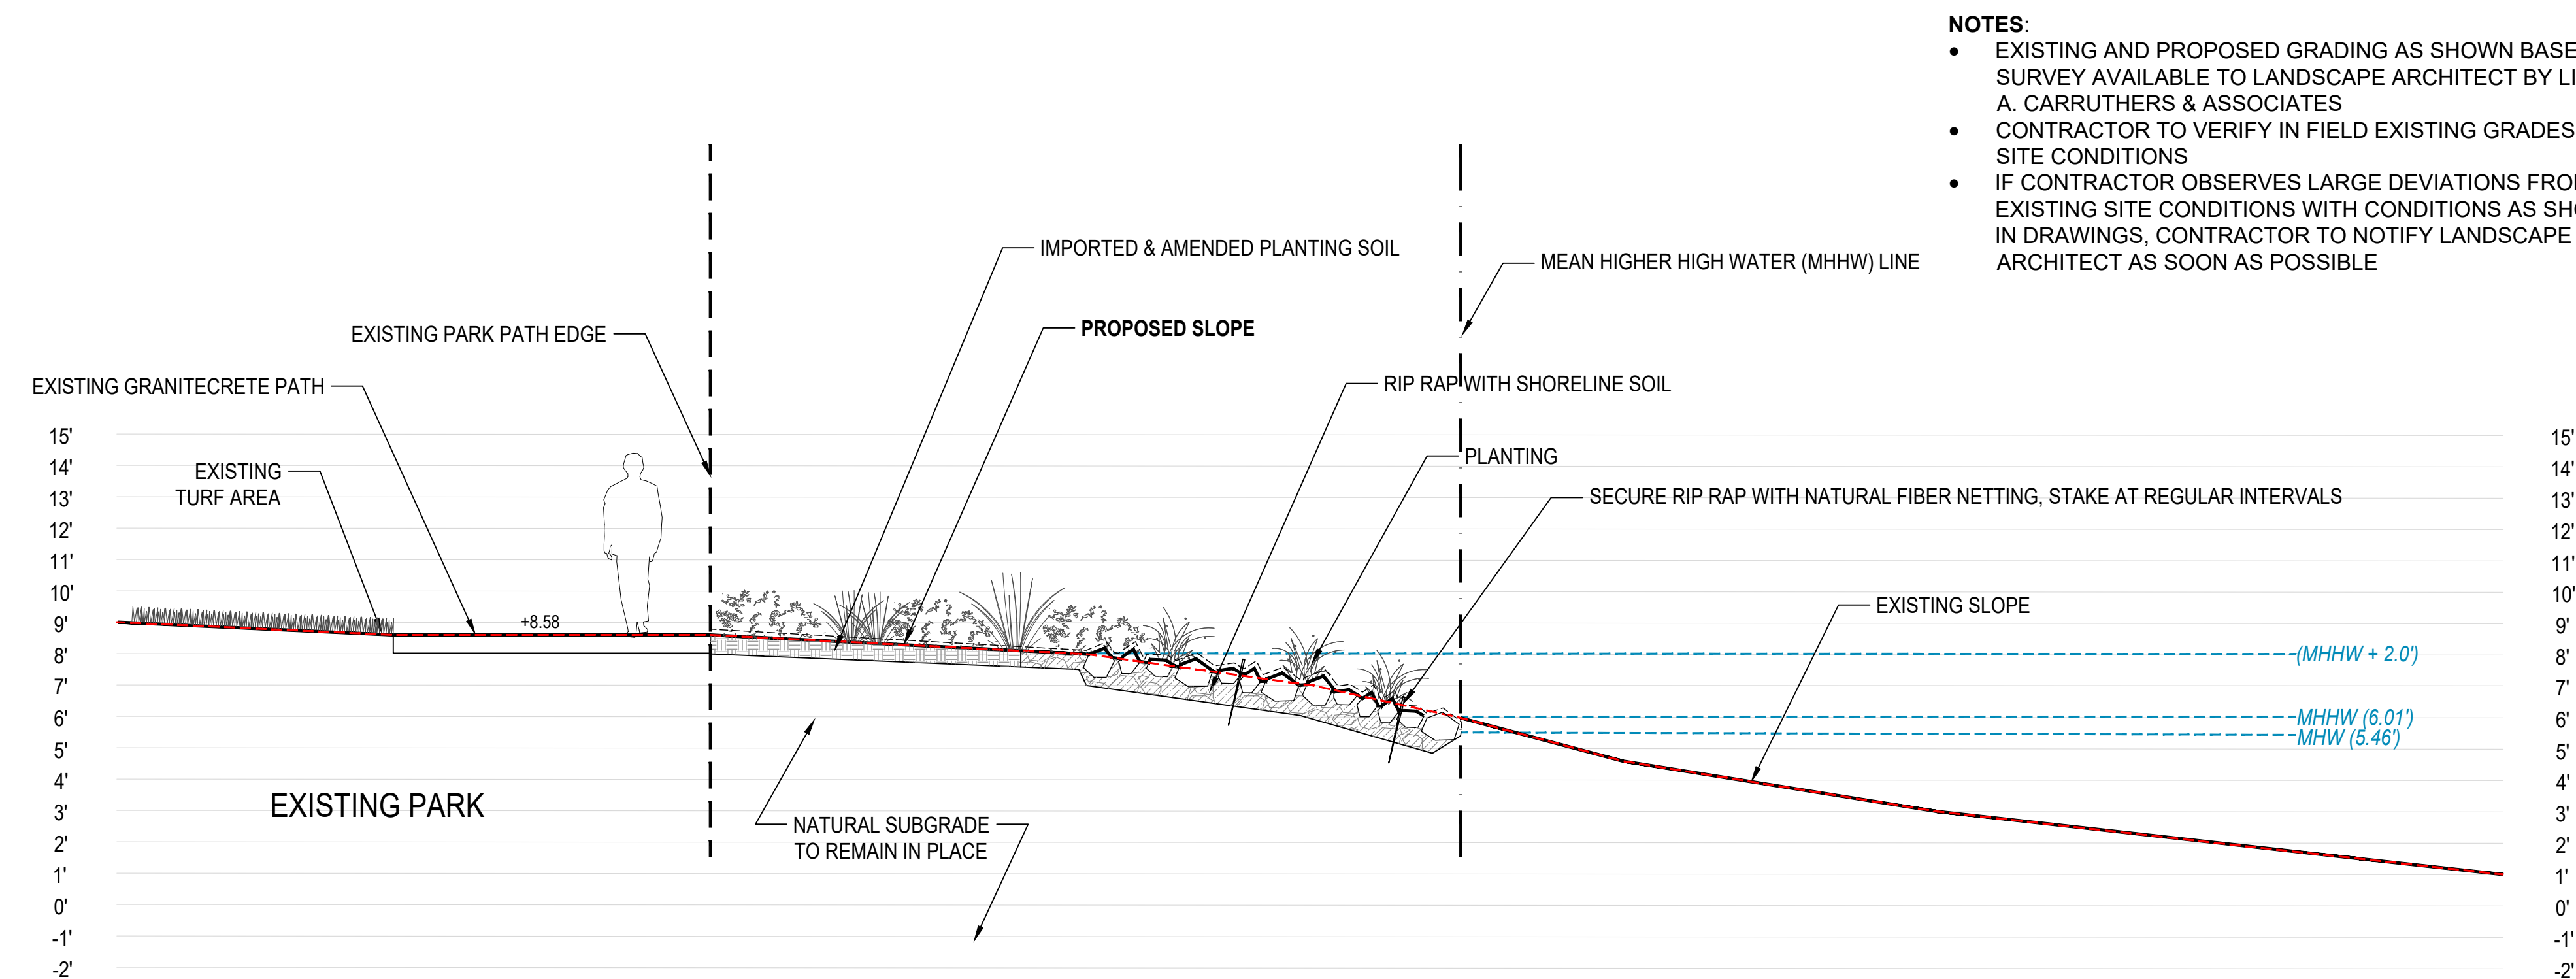 NOTES:
• EXISTING AND PROPOSED GRADING AS SHOWN BASE
SURVEY AVAILABLE TO LANDSCAPE ARCHITECT BY LI
A. CARRUTHERS & ASSOCIATES
• CONTRACTOR TO VERIFY IN FIELD EXISTING GRADES
SITE CONDITIONS
• IF CONTRACTOR OBSERVES LARGE DEVIATIONS FROM
EXISTING SITE CONDITIONS WITH CONDITIONS AS SHO
IN DRAWINGS, CONTRACTOR TO NOTIFY LANDSCAPE
ARCHITECT AS SOON AS POSSIBLE
IMPORTED & AMENDED PLANTING SOIL
MEAN HIGHER HIGH WATER (MHHW) LINE
EXISTING PARK PATH EDGE
PROPOSED SLOPE
EXISTING GRANITECRETE PATH
RIP RAP WITH SHORELINE SOIL
EXISTING
TURF AREA
PLANTING
SECURE RIP RAP WITH NATURAL FIBER NETTING, STAKE AT REGULAR INTERVALS
+8.58
EXISTING SLOPE
(MHHW + 2.0')
MHHW (6.01')
MHW (5.46')
EXISTING PARK
NATURAL SUBGRADE
TO REMAIN IN PLACE
15'
14'
13'
12'
11'
10'
9'
8'
7'
6'
5'
4'
3'
2'
1'
0'
-1'
-2'
15'
14'
13'
12'
11'
10'
9'
8'
7'
6'
5'
4'
3'
2'
1'
0'
-1'
-2'